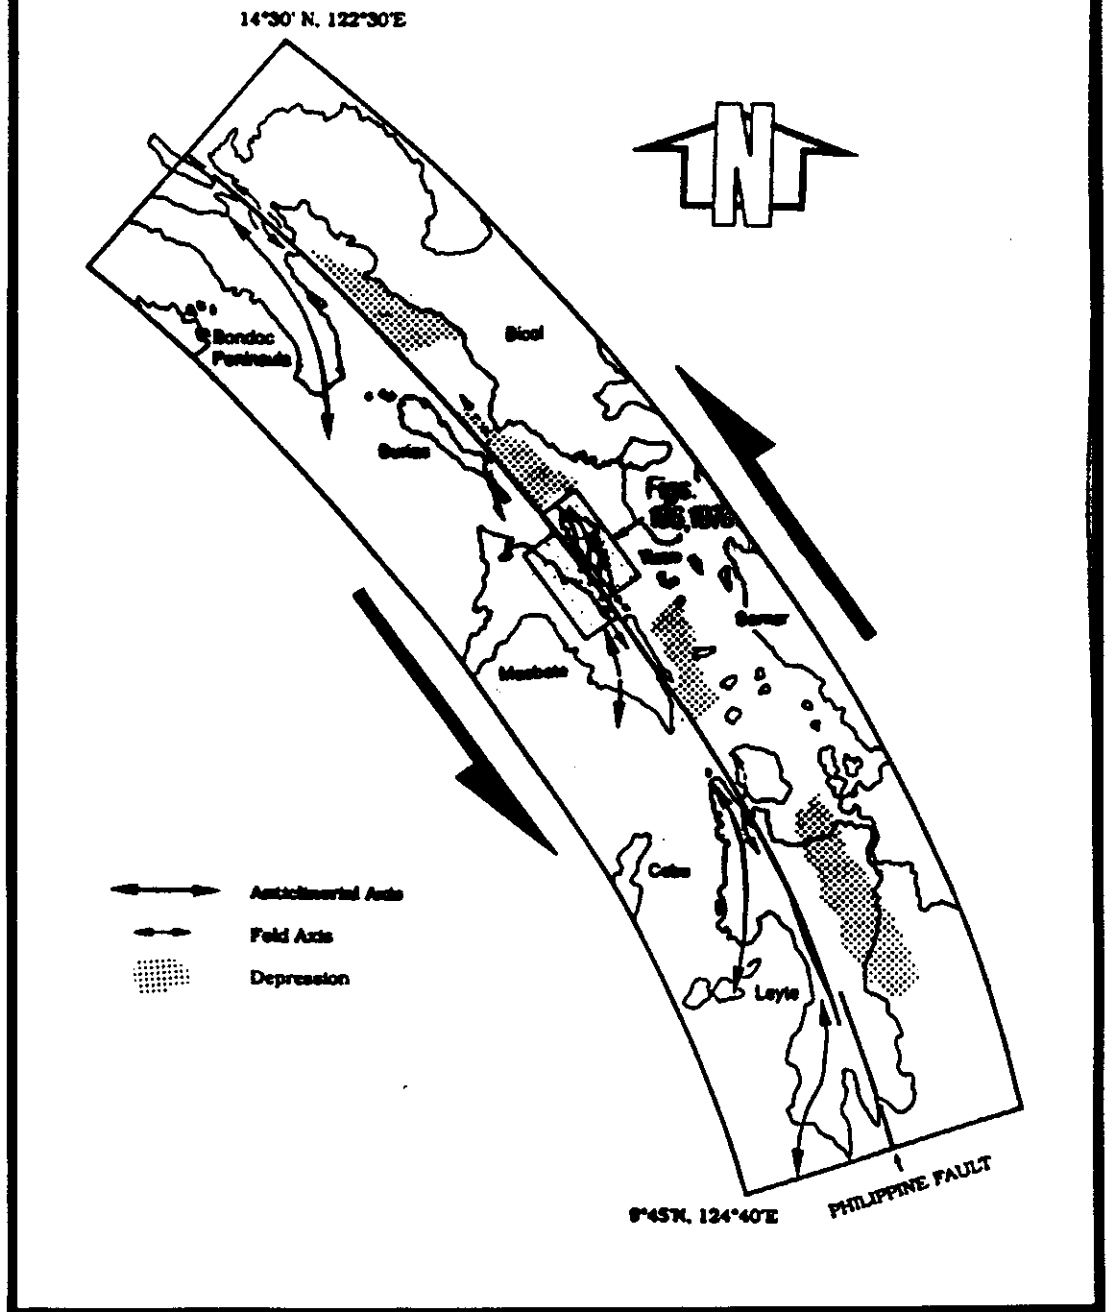 14°30' N, 122°30'E
N
Bicol
Bondoc
Peninsula
Burias
Figs.
Samar
Masbate
Cebu
Anticlinorial Axis
Fold Axis
Depression
Leyte
PHILIPPINE FAULT
9°45'N, 124°40'E